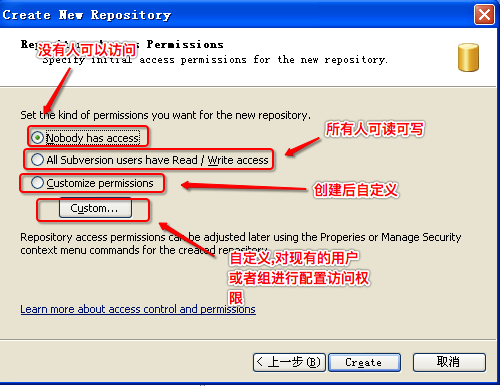 Create New Repository
没有人可以访问
Access Permissions
Specify initial access permissions for the new repository.
Set the kind of permissions you want for the new repository.
所有人可读可写
Nobody has access
All Subversion users have Read / Write access
Customize permissions
创建后自定义
Custom...
Repository access permissions can be adjusted later using the Properies or Manage Security
context menu commands for the created repository.
自定义,对现有的用户
或者组进行配置访问权
限
Learn more about access control and permissions
< 上一步(B)
Create
取消